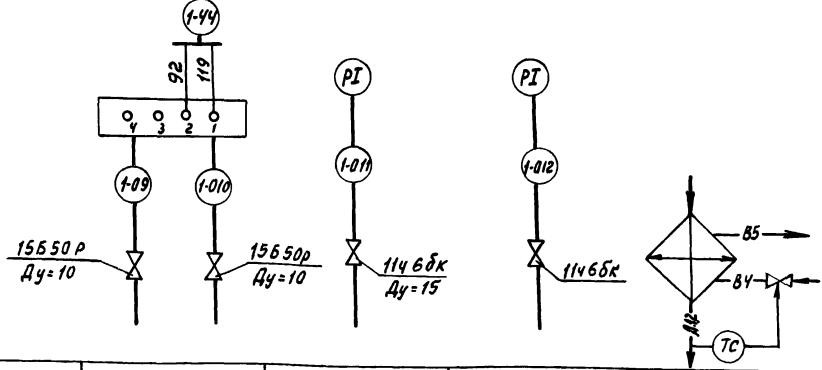 1-44
92
119
4 3 2 1
1-09
1-010
15Б50Р
Ду=10
15Б50р
Ду=10
PI
1-011
11ч6бк
Ду=15
PI
1-012
11ч6бк
В5
В4
Д12
ТС